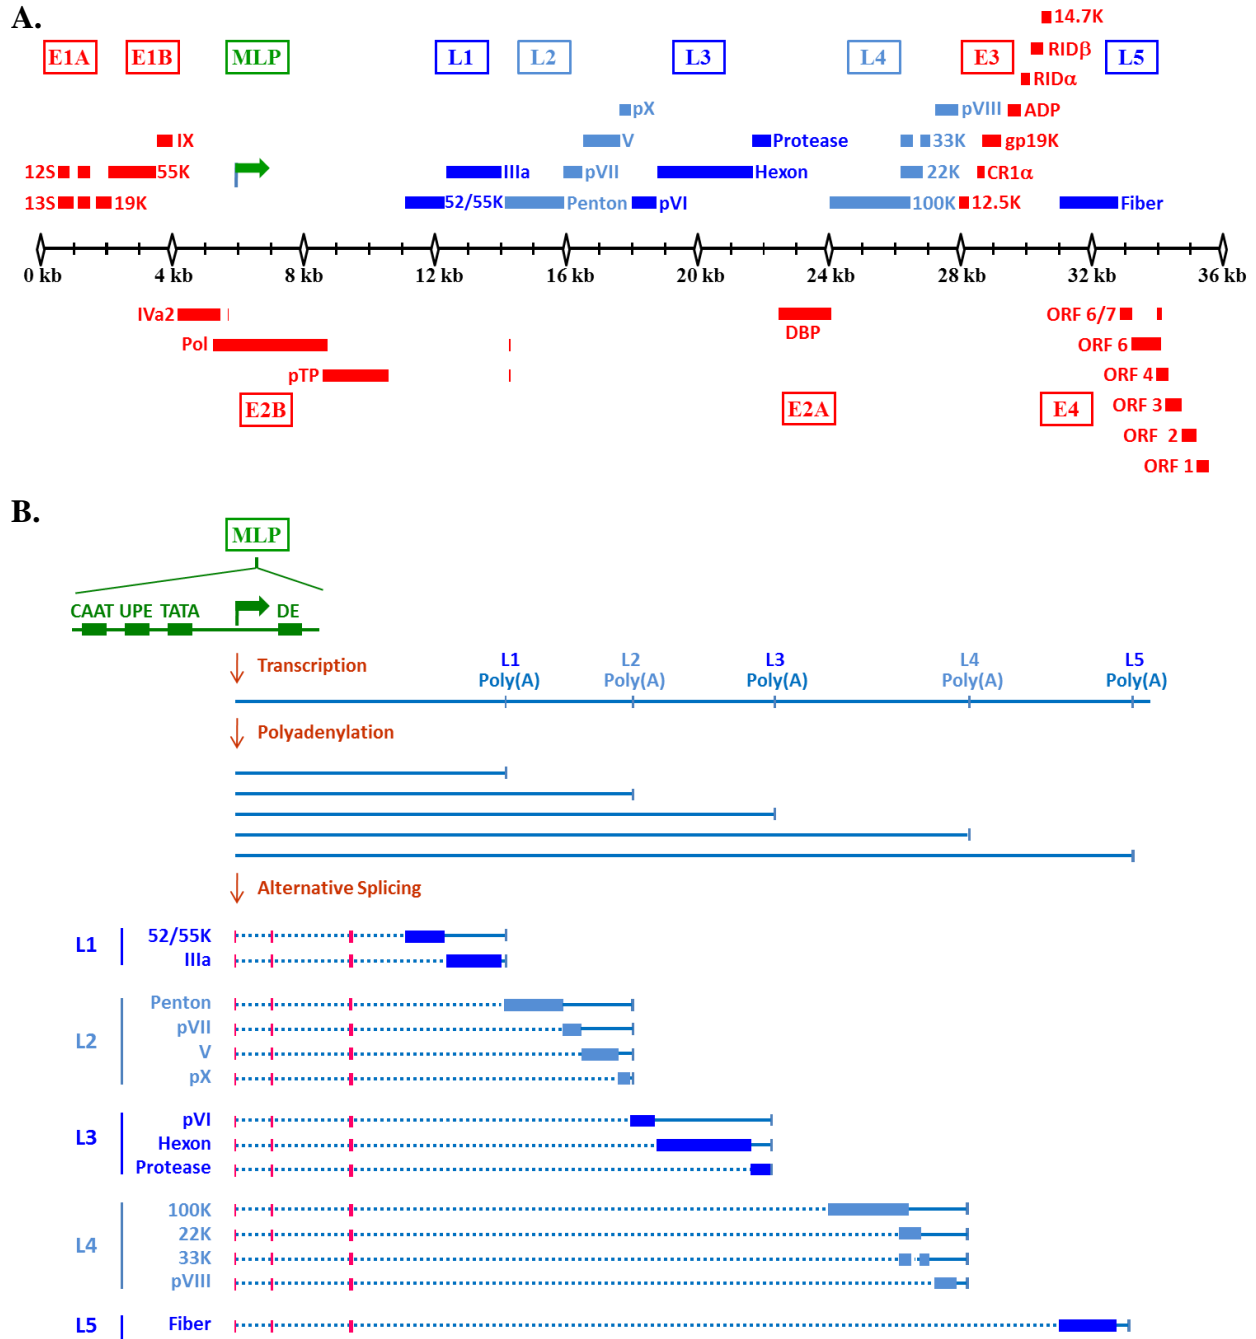 A.
14.7K
E1A E1B MLP L1 L2 L3 L4 E3 RIDβ L5
RIDα
pX pVIII ADP
IX V Protease 33K gp19K
12S 55K IIIa pVII Hexon 22K CR1α
13S 19K 52/55K Penton pVI 100K 12.5K Fiber
0 kb 4 kb 8 kb 12 kb 16 kb 20 kb 24 kb 28 kb 32 kb 36 kb
IVa2 DBP ORF 6/7
Pol ORF 6
pTP ORF 4
E2B E2A E4 ORF 3
ORF 2
ORF 1
B.
MLP
CAAT UPE TATA DE
Transcription L1 L2 L3 L4 L5
Poly(A) Poly(A) Poly(A) Poly(A) Poly(A)
Polyadenylation
Alternative Splicing
L1 52/55K
IIIa
L2 Penton
pVII
V
pX
L3 pVI
Hexon
Protease
L4 100K
22K
33K
pVIII
L5 Fiber